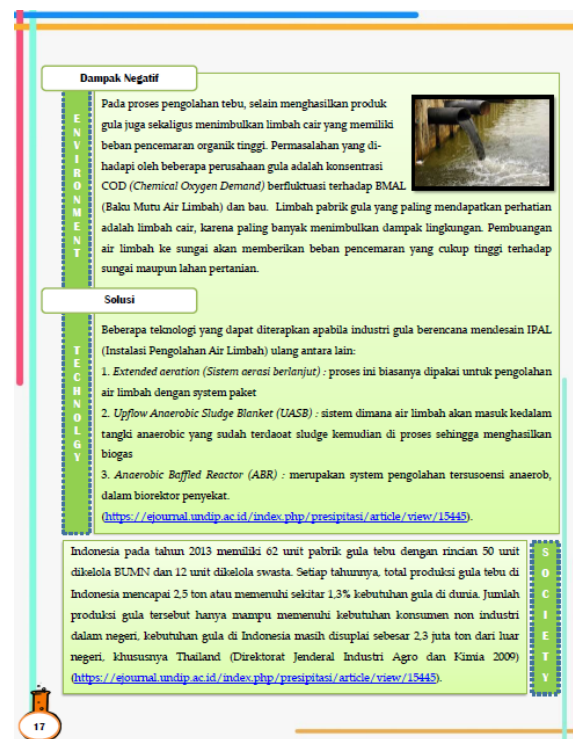 Dampak Negatif
ENVIRONMENT
Pada proses pengolahan tebu, selain menghasilkan produk
gula juga sekaligus menimbulkan limbah cair yang memiliki
beban pencemaran organik tinggi. Permasalahan yang di-
hadapi oleh beberapa perusahaan gula adalah konsentrasi
COD (Chemical Oxygen Demand) berfluktuasi terhadap BMAL
(Baku Mutu Air Limbah) dan bau. Limbah pabrik gula yang paling mendapatkan perhatian
adalah limbah cair, karena paling banyak menimbulkan dampak lingkungan. Pembuangan
air limbah ke sungai akan memberikan beban pencemaran yang cukup tinggi terhadap
sungai maupun lahan pertanian.
Solusi
TECHNOLGY
Beberapa teknologi yang dapat diterapkan apabila industri gula berencana mendesain IPAL
(Instalasi Pengolahan Air Limbah) ulang antara lain:
1. Extended aeration (Sistem aerasi berlanjut) : proses ini biasanya dipakai untuk pengolahan
air limbah dengan system paket
2. Upflow Anaerobic Sludge Blanket (UASB) : sistem dimana air limbah akan masuk kedalam
tangki anaerobic yang sudah terdaoat sludge kemudian di proses sehingga menghasilkan
biogas
3. Anaerobic Baffled Reactor (ABR) : merupakan system pengolahan tersusoensi anaerob,
dalam biorektor penyekat.
(https://ejournal.undip.ac.id/index.php/presipitasi/article/view/15445).
Indonesia pada tahun 2013 memiliki 62 unit pabrik gula tebu dengan rincian 50 unit
dikelola BUMN dan 12 unit dikelola swasta. Setiap tahunnya, total produksi gula tebu di
Indonesia mencapai 2,5 ton atau memenuhi sekitar 1,3% kebutuhan gula di dunia. Jumlah
produksi gula tersebut hanya mampu memenuhi kebutuhan konsumen non industri
dalam negeri, kebutuhan gula di Indonesia masih disuplai sebesar 2,3 juta ton dari luar
negeri, khususnya Thailand (Direktorat Jenderal Industri Agro dan Kimia 2009)
(https://ejournal.undip.ac.id/index.php/presipitasi/article/view/15445).
SOCIETY
17